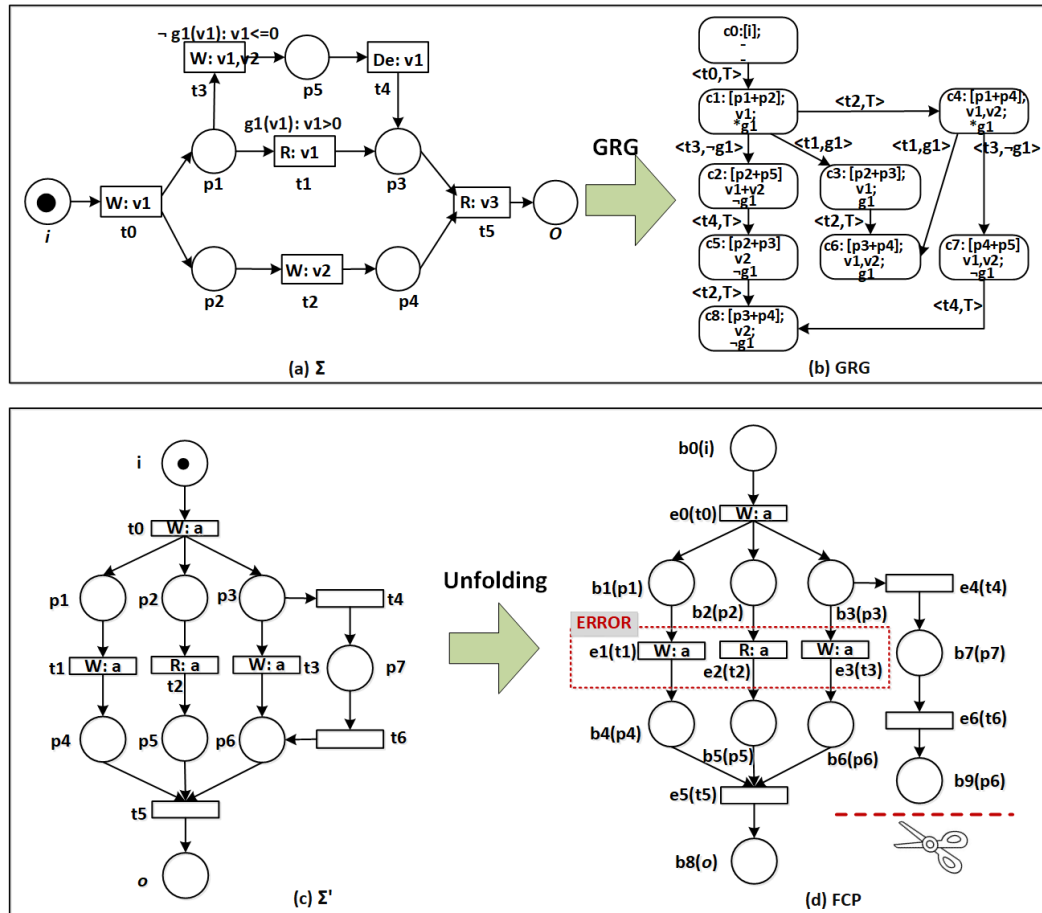 ¬ g1(v1): v1<=0
W: v1,v2
t3
p5
De: v1
t4
g1(v1): v1>0
p1
R: v1
t1
p3
i
W: v1
t0
R: v3
t5
O
p2
W: v2
t2
p4
(a) Σ
GRG
c0:[i];
-
-
<t0,T>
c1: [p1+p2];
v1;
*g1
<t2,T>
c4: [p1+p4];
v1,v2;
*g1
<t3,¬g1>
<t1,g1>
<t1,g1>
<t3,¬g1>
c2: [p2+p5]
v1+v2
¬g1
c3: [p2+p3];
v1;
g1
<t4,T>
<t2,T>
c5: [p2+p3]
v2
¬g1
c6: [p3+p4];
v1,v2;
g1
c7: [p4+p5]
v1,v2;
¬g1
<t2,T>
<t4,T>
c8: [p3+p4];
v2;
¬g1
(b) GRG
i
t0
W: a
p1
p2
p3
t4
t1
W: a
R: a
t2
W: a
t3
p7
p4
p5
p6
t6
t5
o
(c) Σ'
Unfolding
b0(i)
e0(t0)
W: a
b1(p1)
b2(p2)
b3(p3)
e4(t4)
ERROR
e1(t1)
W: a
R: a
e2(t2)
W: a
e3(t3)
b7(p7)
b4(p4)
b5(p5)
b6(p6)
e6(t6)
e5(t5)
b9(p6)
b8(o)
(d) FCP